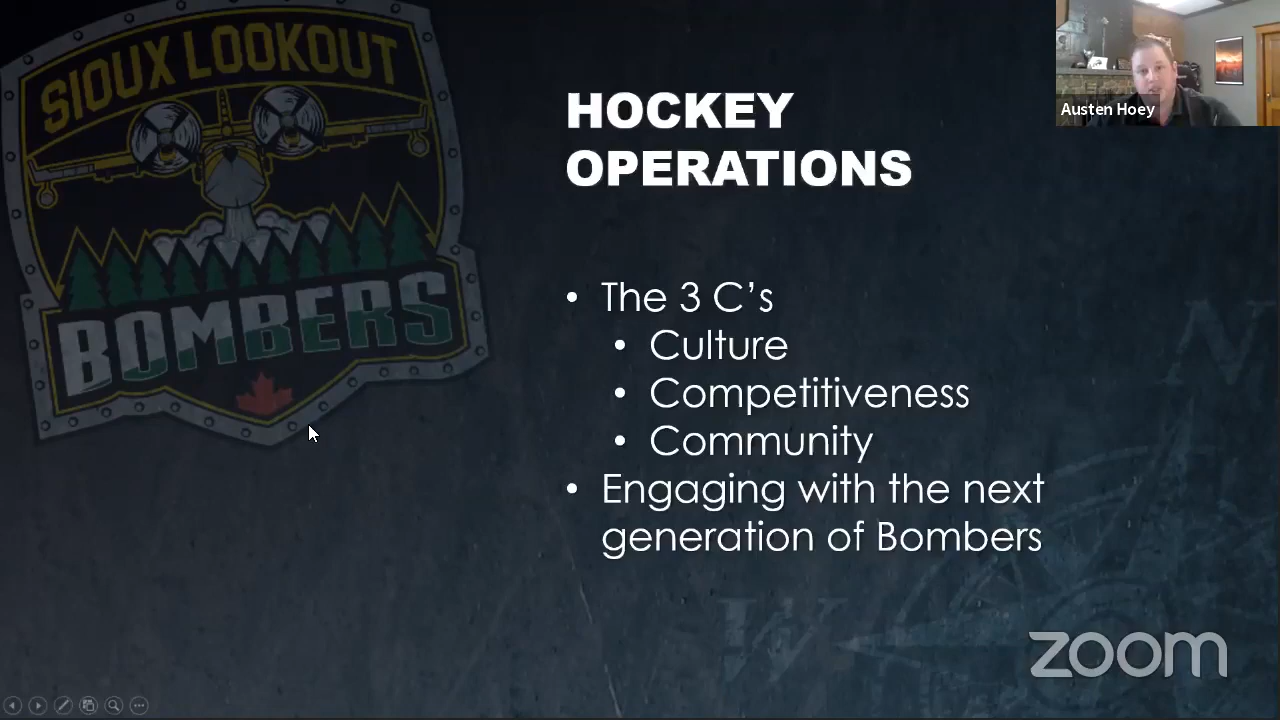 SIOUX LOOKOUT
BOMBERS
HOCKEY
OPERATIONS
Austen Hoey
• The 3 C's
• Culture
• Competitiveness
• Community
• Engaging with the next
generation of Bombers
N
W
zoom